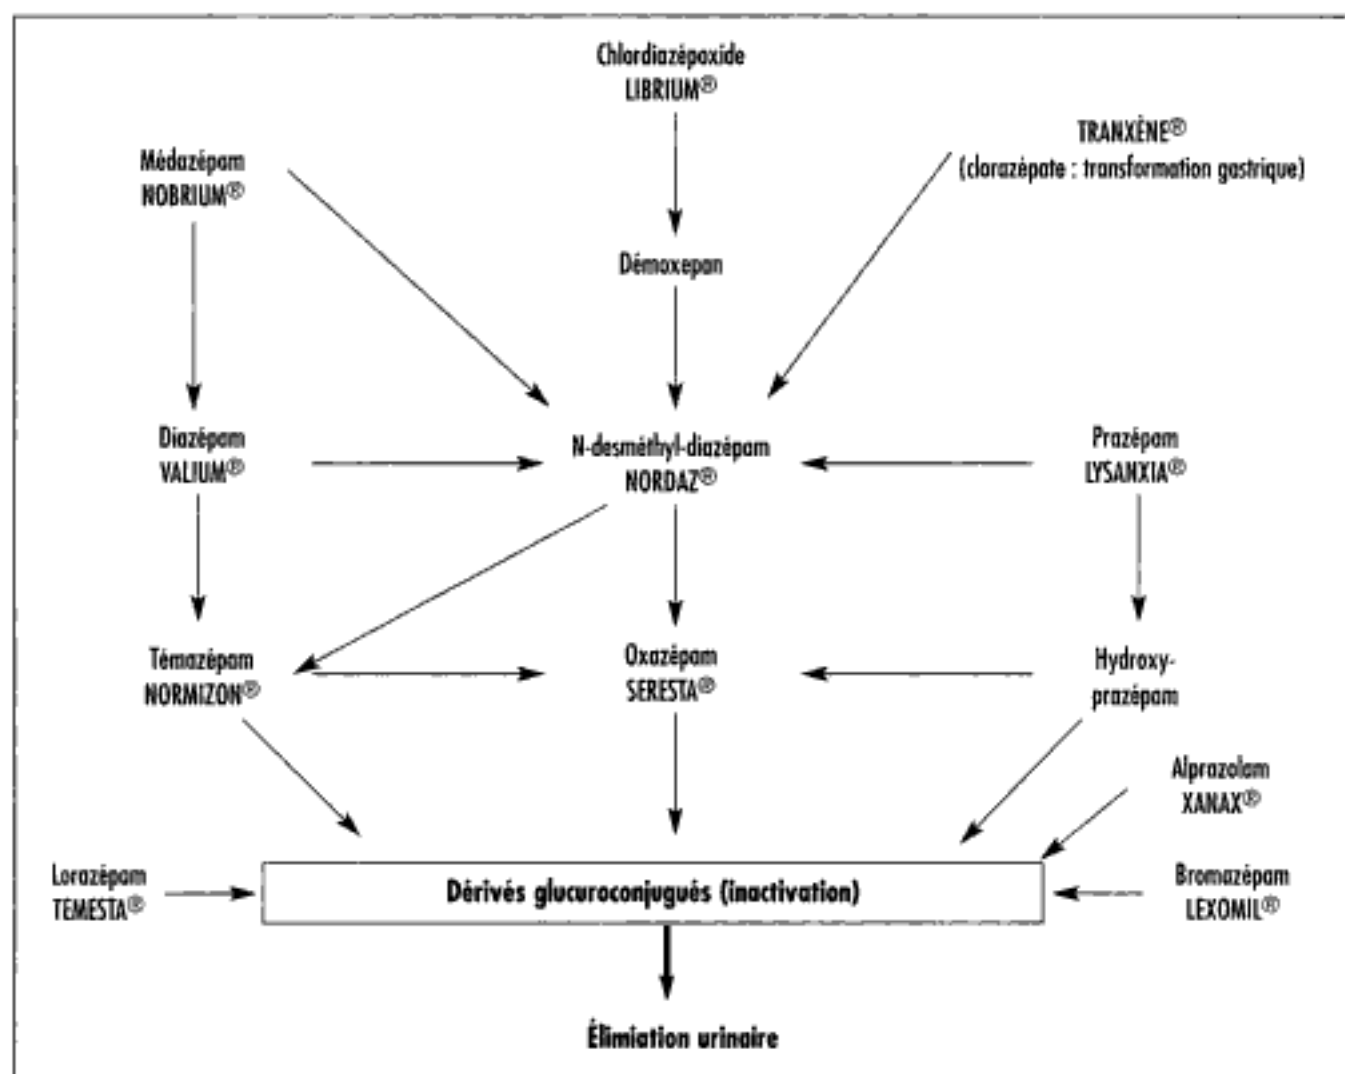 Chlordiazépoxide
LIBRIUM®
TRANXÈNE®
(clorazépate : transformation gastrique)
Médazépam
NOBRIUM®
Démoxepan
Diazépam
VALIUM®
N-desméthyl-diazépam
NORDAZ®
Prazépam
LYSANXIA®
Témazépam
NORMIZON®
Oxazépam
SERESTA®
Hydroxy-
prazépam
Alprazolam
XANAX®
Lorazépam
TEMESTA®
Dérivés glucuroconjugués (inactivation)
Bromazépam
LEXOMIL®
Élimiation urinaire